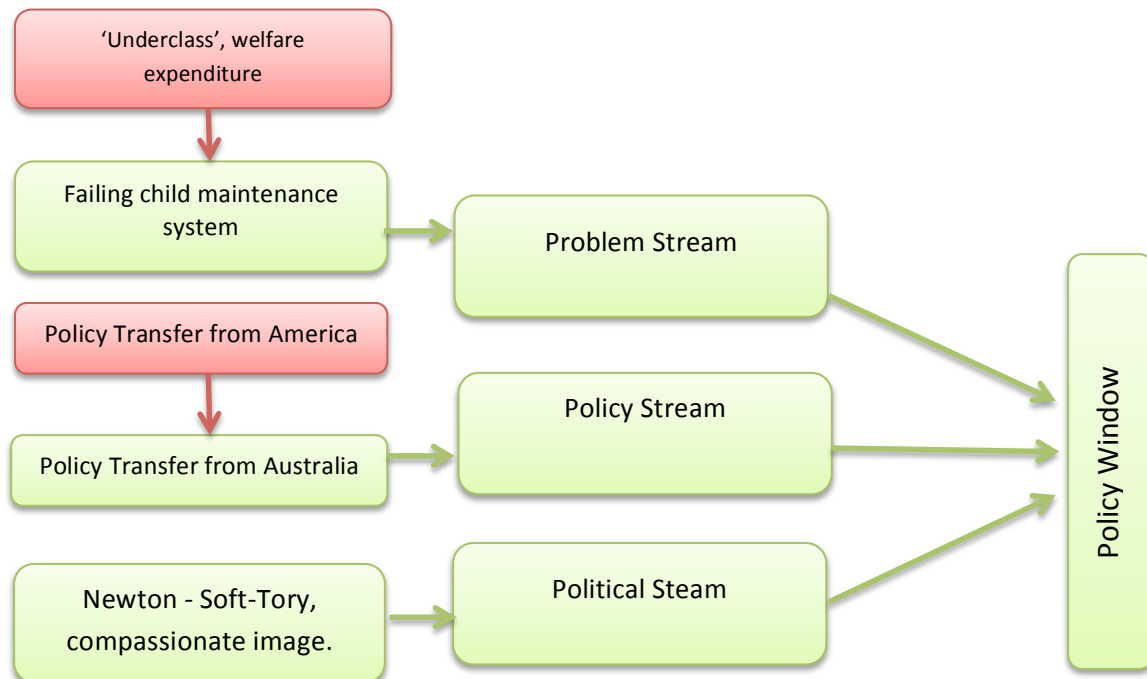 ‘Underclass’, welfare
expenditure
Failing child maintenance
system
Problem Stream
Policy Transfer from America
Policy Stream
Policy Transfer from Australia
Newton - Soft-Tory,
compassionate image.
Political Steam
Policy Window